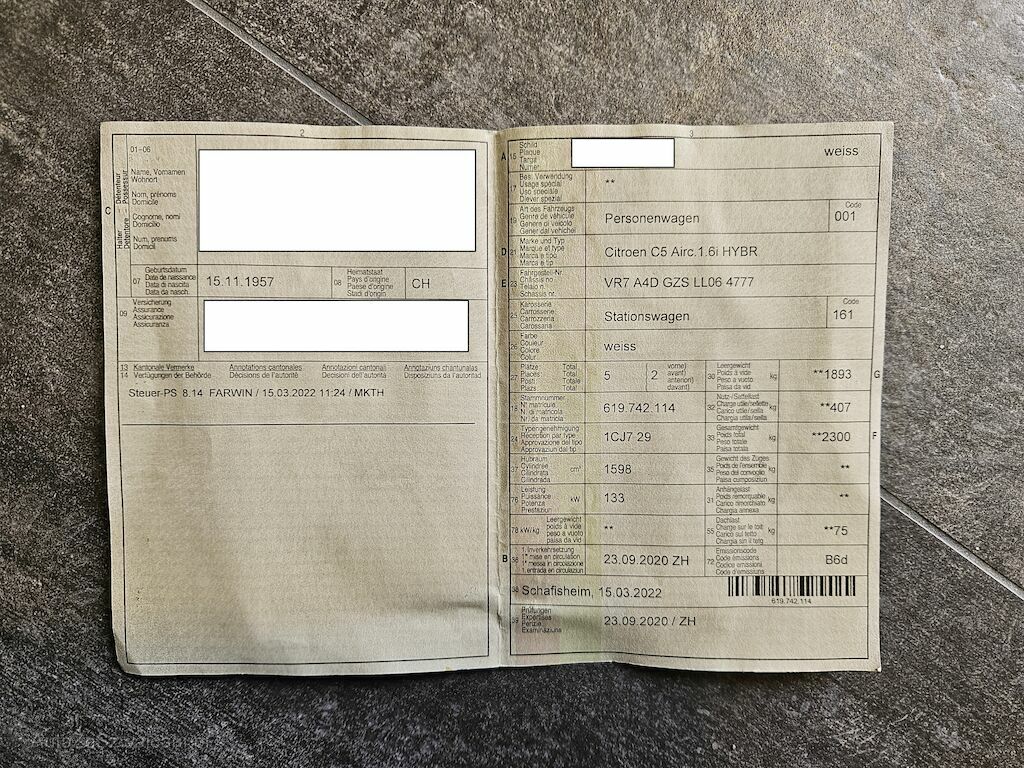 2
01-06
Name, Vornamen
Wohnort
Nom, prénoms
Domicile
Cognome, nomi
Domicilio
Num, prenums
Domicil
C
Halter Détenteur
Detentore Possessur
07 Geburtsdatum
Date de naissance
Data di nascita
Data da nasch.
15.11.1957
08 Heimatstaat
Pays d'origine
Paese d'origine
Stadi d'origin
CH
09 Versicherung
Assurance
Assicurazione
Assicuranza
13 Kantonale Vermerke Annotations cantonales Annotazioni cantonali Annotaziuns chantunalas
14 Verfügungen der Behörde Décisions de l'autorité Decisioni dell'autorità Disposiziuns da l'autoritad
Steuer-PS 8.14 FARWIN / 15.03.2022 11:24 / MKTH
3
A 15 Schild
Plaque
Targa
Numer
weiss
17 Bes. Verwendung
Usage spécial
Uso speciale
Diever spezial
**
19 Art des Fahrzeugs
Genre de véhicule
Genere di veicolo
Gener dal vehichel
Personenwagen
Code
001
D 21 Marke und Typ
Marque et type
Marca e tipo
Marca e tip
Citroen C5 Airc.1.6i HYBR
E 23 Fahrgestell-Nr.
Châssis no
Telaio n.
Schassis nr.
VR7 A4D GZS LL06 4777
25 Karosserie
Carrosserie
Carrozzeria
Carossaria
Stationswagen
Code
161
26 Farbe
Couleur
Colore
Colur
weiss
27 Plätze Total
Places Total
Posti Totale
Plazs Total
5
2
vorne)
avant)
anteriori)
davant)
30 Leergewicht
Poids à vide
Peso a vuoto
Paisa da vid
kg
**1893
G
18 Stammnummer
N° matricule
N. di matricola
Nr. da matricla
619.742.114
32 Nutz-/Sattellast
Charge utile/sellette
Carico utile/sella
Chargia utila/sella
kg
**407
24 Typengenehmigung
Réception par type
Approvazione del tipo
Approvaziun dal tip
1CJ7 29
33 Gesamtgewicht
Poids total
Peso totale
Paisa totala
kg
**2300
F
37 Hubraum
Cylindrée
Cilindrata
Cilindrada
cm³
1598
35 Gewicht des Zuges
Poids de l'ensemble
Peso del convoglio
Paisa cumposiziun
kg
**
76 Leistung
Puissance
Potenza
Prestaziun
kW
133
31 Anhängelast
Poids remorquable
Carico rimorchiato
Chargia annexa
kg
**
78 kW/kg Leergewicht
poids à vide
peso a vuoto
paisa da vid
**
55 Dachlast
Charge sur le toit
Carico sul tetto
Chargia sin il tetg
kg
**75
B 36 1. Inverkehrsetzung
1re mise en circulation
1a messa in circolazione
1. entrada en circulaziun
23.09.2020 ZH
72 Emissionscode
Code émissions
Codice emissioni
Code d'emissiuns
B6d
38 Schafisheim, 15.03.2022
619.742.114
39 Prüfungen
Expertises
Perizie
Examinaziuns
23.09.2020 / ZH